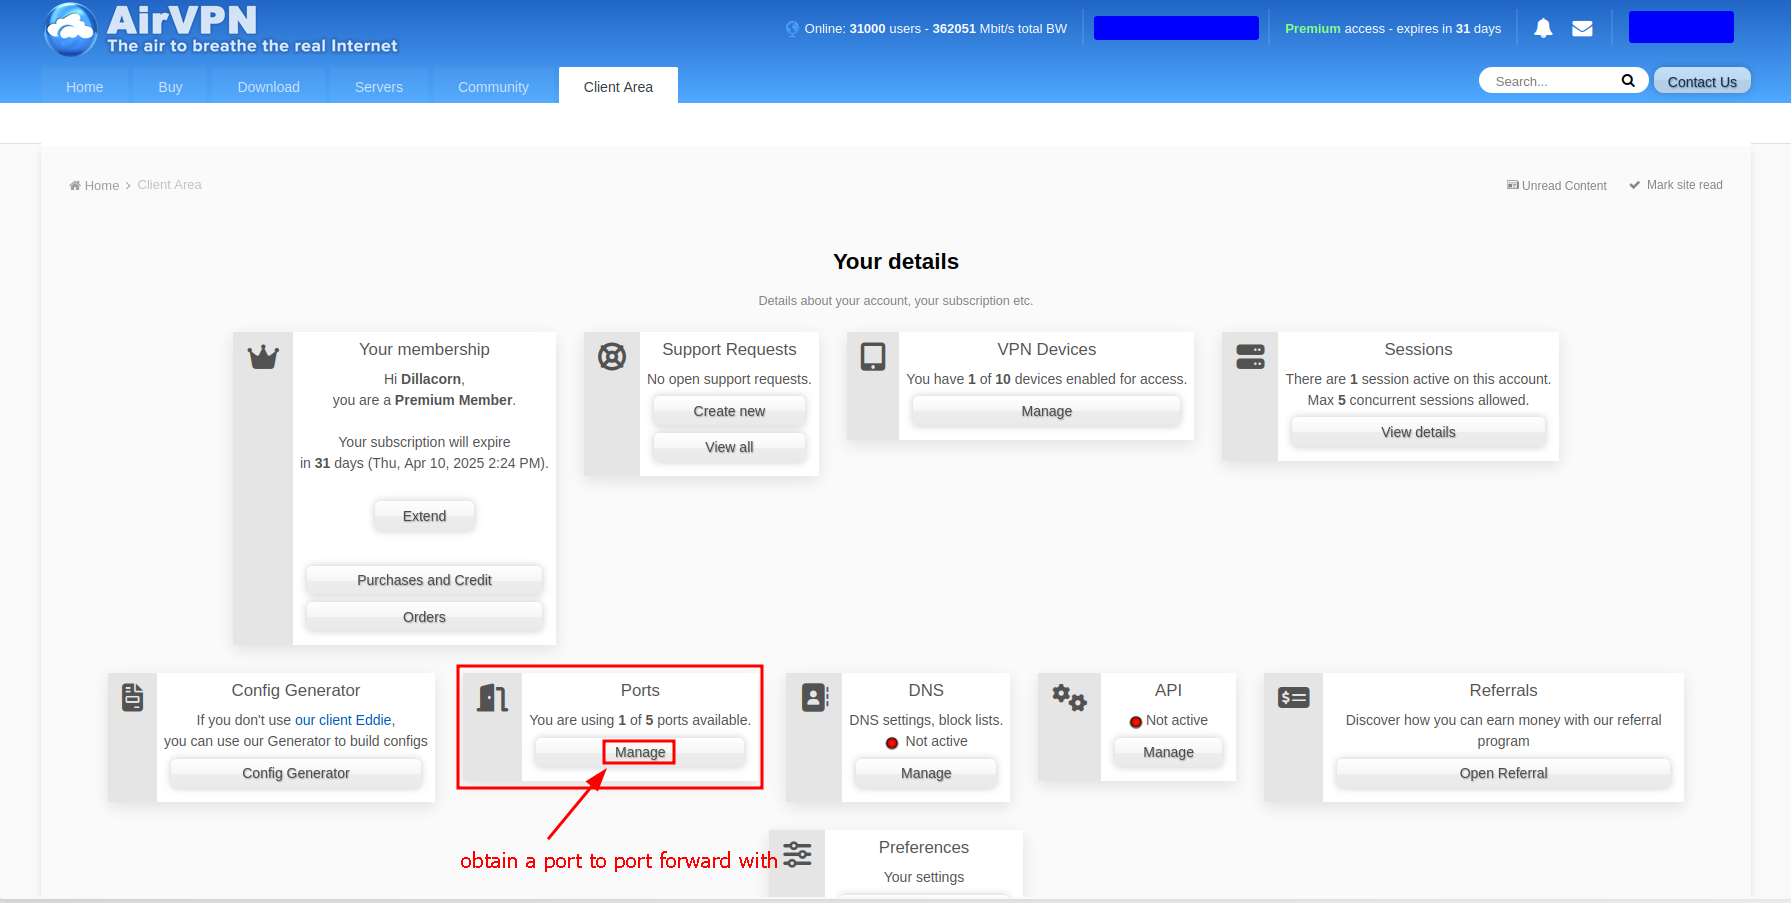 AirVPN
The air to breathe the real Internet
Online: 31000 users - 362051 Mbit/s total BW
Premium access - expires in 31 days
Home
Buy
Download
Servers
Community
Client Area
Search...
Contact Us
Home > Client Area
Unread Content
Mark site read
Your details
Details about your account, your subscription etc.
Your membership
Hi Dillacorn,
you are a Premium Member.
Your subscription will expire
in 31 days (Thu, Apr 10, 2025 2:24 PM).
Extend
Purchases and Credit
Orders
Support Requests
No open support requests.
Create new
View all
VPN Devices
You have 1 of 10 devices enabled for access.
Manage
Sessions
There are 1 session active on this account.
Max 5 concurrent sessions allowed.
View details
Config Generator
If you don't use our client Eddie,
you can use our Generator to build configs
Config Generator
Ports
You are using 1 of 5 ports available.
Manage
obtain a port to port forward with
DNS
DNS settings, block lists.
Not active
Manage
API
Not active
Manage
Referrals
Discover how you can earn money with our referral
program
Open Referral
Preferences
Your settings